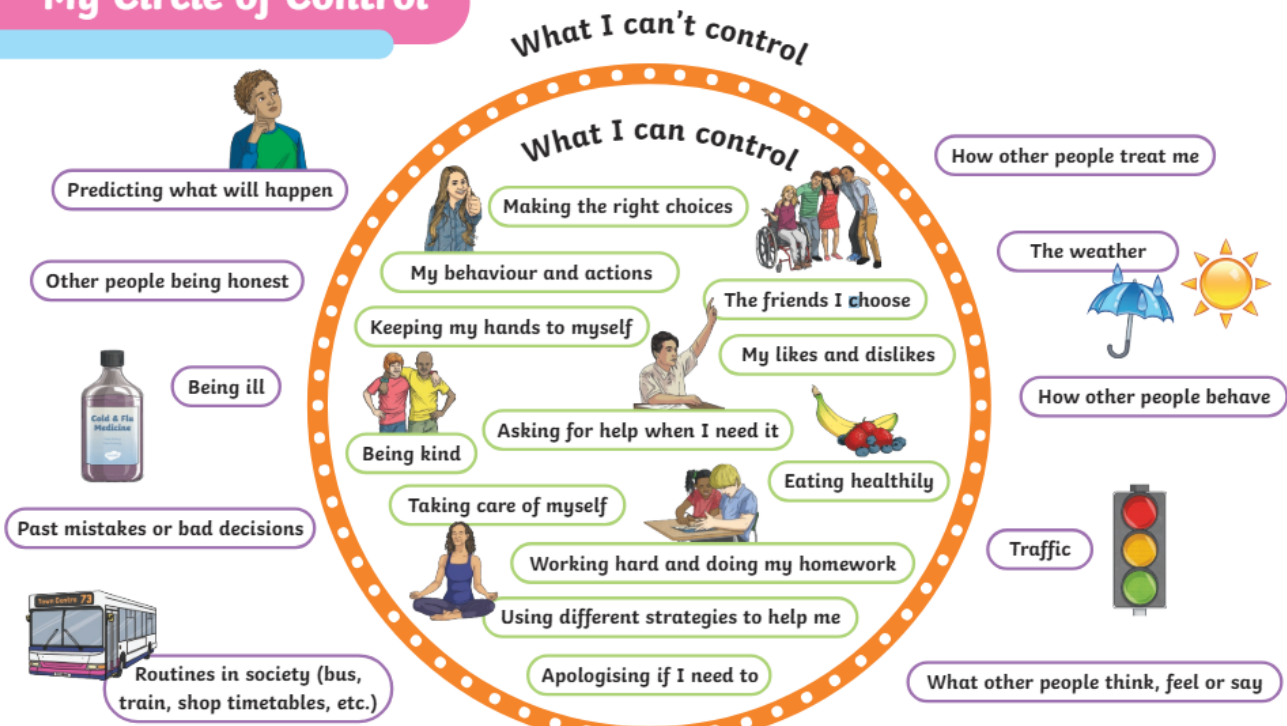 My Circle of Control
What I can't control
What I can control
Predicting what will happen
Other people being honest
Being ill
Cold & Flu
Medicine
Past mistakes or bad decisions
Town Centre 73
Routines in society (bus,
train, shop timetables, etc.)
Making the right choices
My behaviour and actions
The friends I choose
Keeping my hands to myself
My likes and dislikes
Asking for help when I need it
Being kind
Eating healthily
Taking care of myself
Working hard and doing my homework
Using different strategies to help me
Apologising if I need to
How other people treat me
The weather
How other people behave
Traffic
What other people think, feel or say